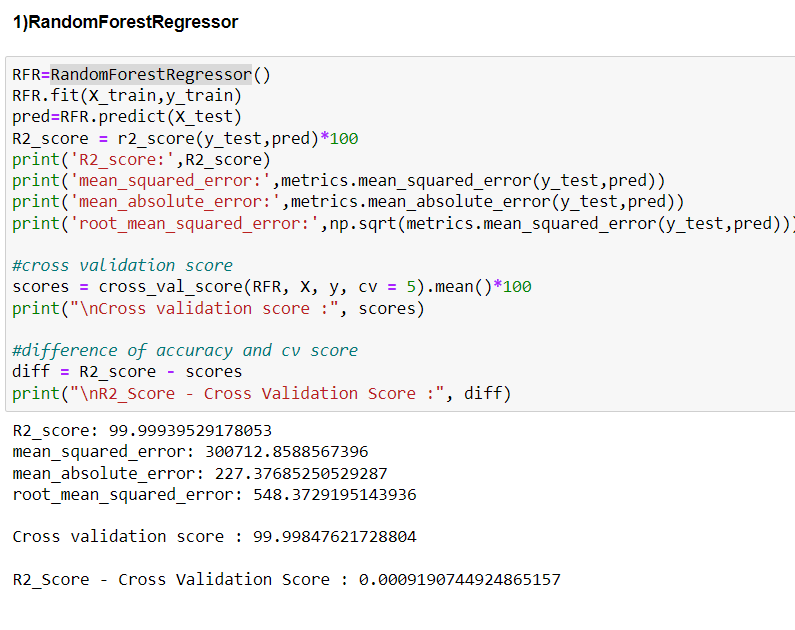 1)RandomForestRegressor
RFR=RandomForestRegressor()
RFR.fit(X_train,y_train)
pred=RFR.predict(X_test)
R2_score = r2_score(y_test,pred)*100
print('R2_score:',R2_score)
print('mean_squared_error:',metrics.mean_squared_error(y_test,pred))
print('mean_absolute_error:',metrics.mean_absolute_error(y_test,pred))
print('root_mean_squared_error:',np.sqrt(metrics.mean_squared_error(y_test,pred)))
#cross validation score
scores = cross_val_score(RFR, X, y, cv = 5).mean()*100
print("\nCross validation score :", scores)
#difference of accuracy and cv score
diff = R2_score - scores
print("\nR2_Score - Cross Validation Score :", diff)
R2_score: 99.99939529178053
mean_squared_error: 300712.8588567396
mean_absolute_error: 227.37685250529287
root_mean_squared_error: 548.3729195143936
Cross validation score : 99.99847621728804
R2_Score - Cross Validation Score : 0.0009190744924865157